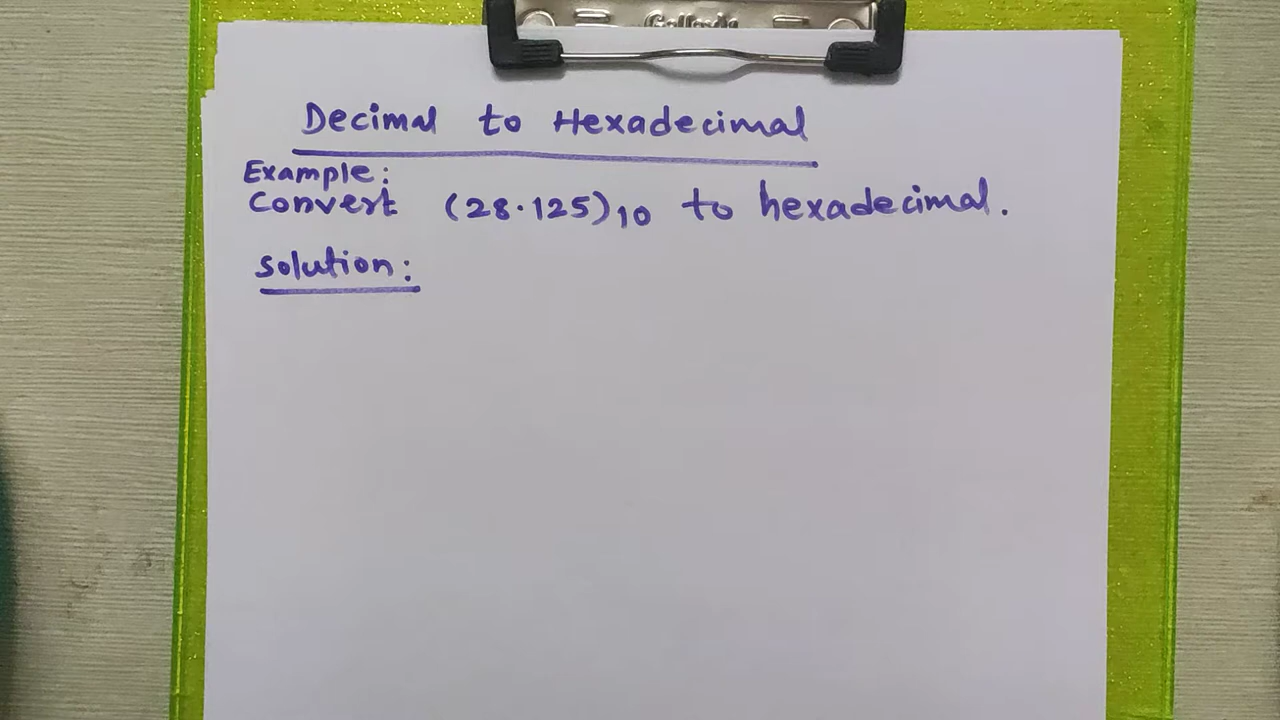 Decimal to Hexadecimal
Example:
Convert (28.125)10 to hexadecimal.
Solution: